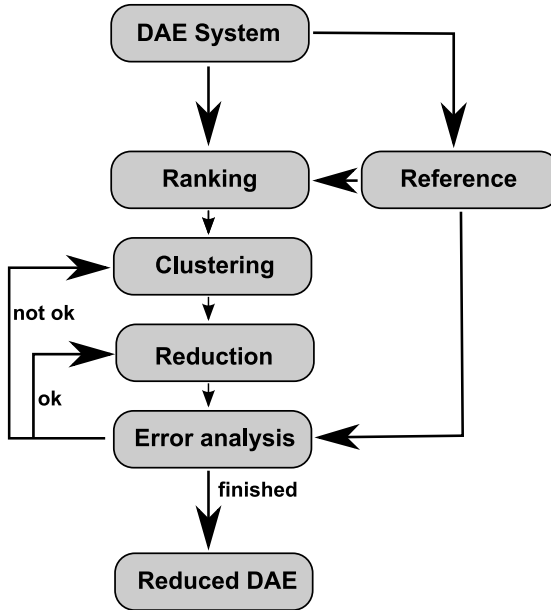 DAE System
Ranking
Reference
Clustering
not ok
Reduction
ok
Error analysis
finished
Reduced DAE